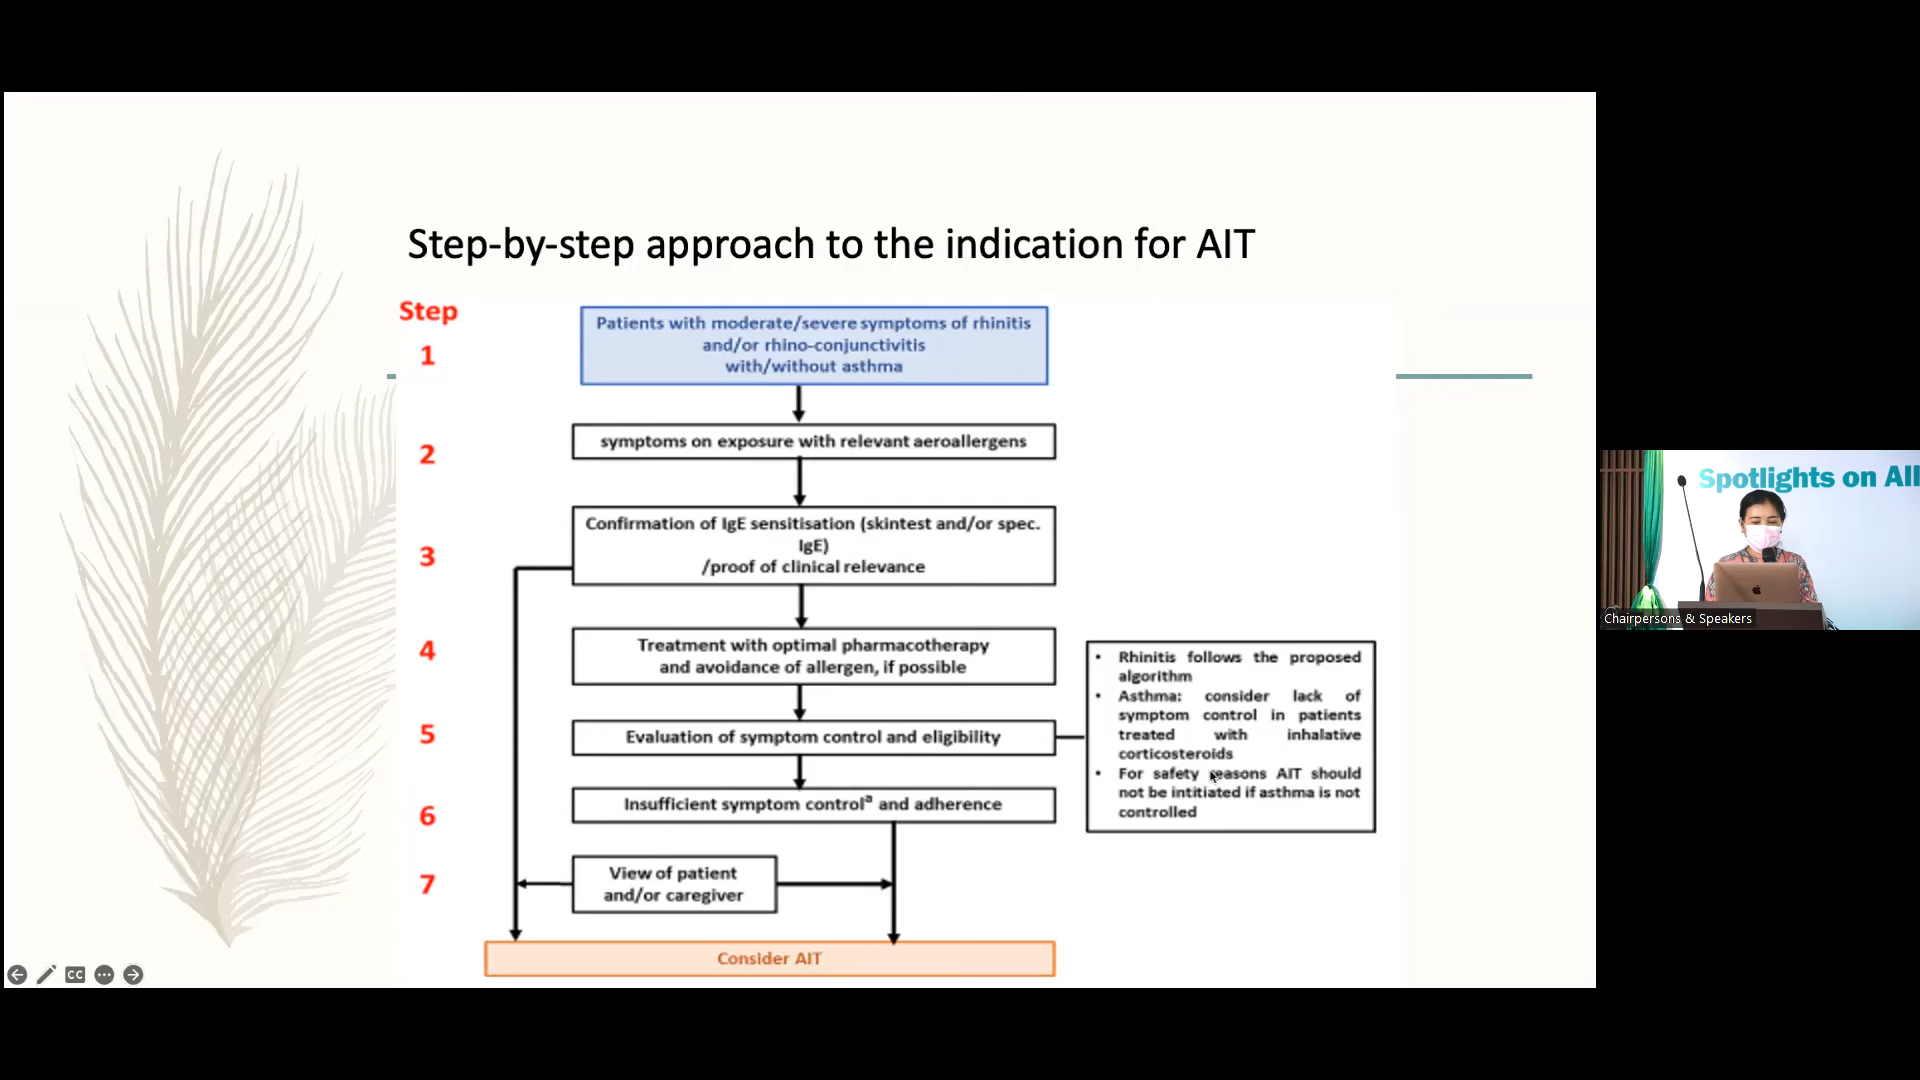 Step-by-step approach to the indication for AIT
Step
1
Patients with moderate/severe symptoms of rhinitis
and/or rhino-conjunctivitis
with/without asthma
2
symptoms on exposure with relevant aeroallergens
3
Confirmation of IgE sensitisation (skintest and/or spec.
IgE)
/proof of clinical relevance
4
Treatment with optimal pharmacotherapy
and avoidance of allergen, if possible
5
Evaluation of symptom control and eligibility
• Rhinitis follows the proposed
algorithm
• Asthma: consider lack of
symptom control in patients
treated with inhalative
corticosteroids
• For safety reasons AIT should
not be intitiated if asthma is not
controlled
6
Insufficient symptom controlª and adherence
7
View of patient
and/or caregiver
Consider AIT
CC
Spotlights on All
Chairpersons & Speakers